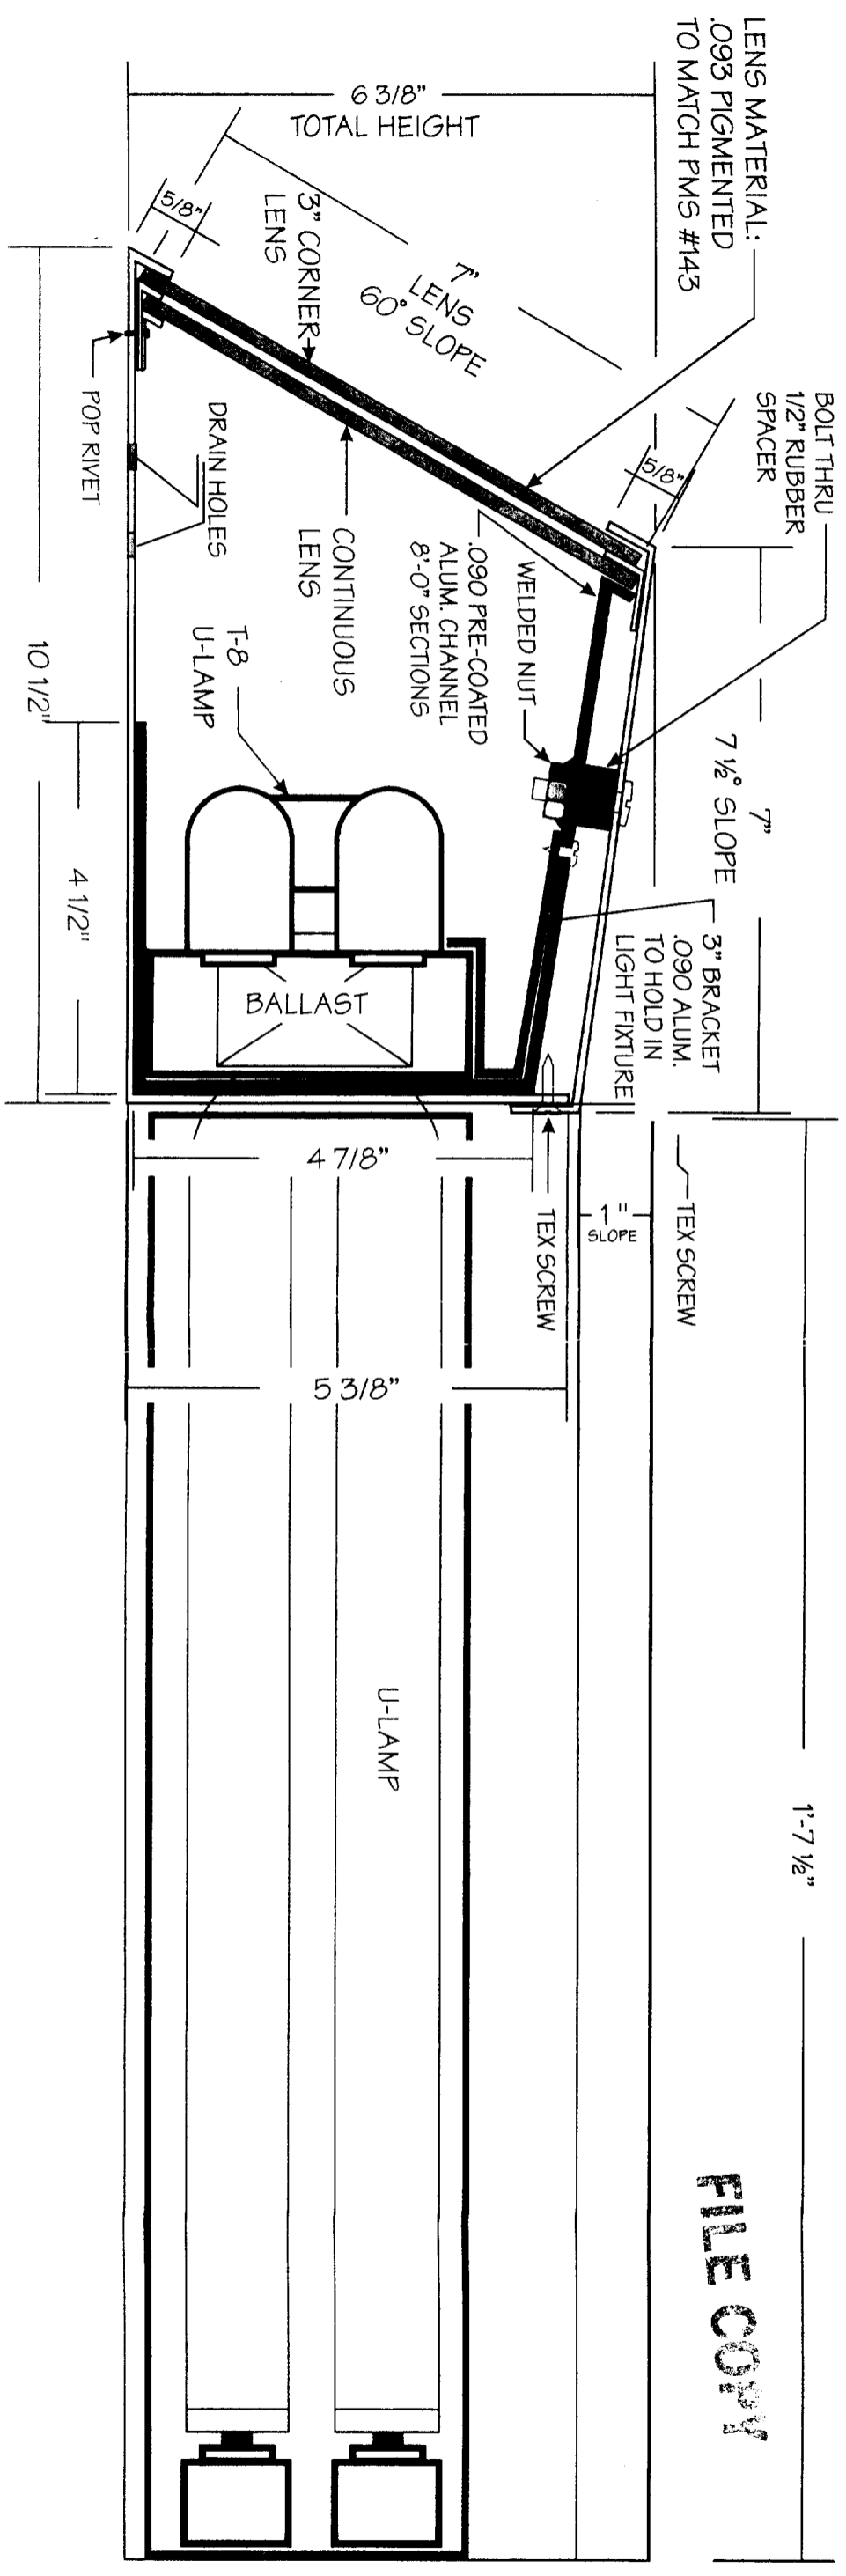 LENS MATERIAL:
.093 PIGMENTED
TO MATCH PMS #143
6 3/8"
TOTAL HEIGHT
5/8"
3" CORNER
LENS
7"
LENS
60° SLOPE
BOLT THRU
1/2" RUBBER
SPACER
5/8"
POP RIVET
DRAIN HOLES
CONTINUOUS
LENS
.090 PRE-COATED
ALUM. CHANNEL
8'-0" SECTIONS
WELDED NUT
7"
7 ½° SLOPE
T-8
U-LAMP
10 1/2"
4 1/2"
3" BRACKET
.090 ALUM.
TO HOLD IN
LIGHT FIXTURE
BALLAST
4 7/8"
TEX SCREW
1"
SLOPE
TEX SCREW
5 3/8"
U-LAMP
1'-7 ½"
FILE COPY